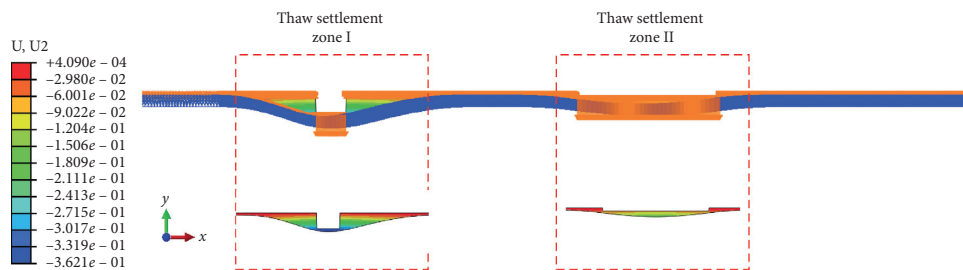 Thaw settlement
zone I
Thaw settlement
zone II
U, U2
+4.090e – 04
–2.980e – 02
–6.001e – 02
–9.022e – 02
–1.204e – 01
–1.506e – 01
–1.809e – 01
–2.111e – 01
–2.413e – 01
–2.715e – 01
–3.017e – 01
–3.319e – 01
–3.621e – 01
y
x